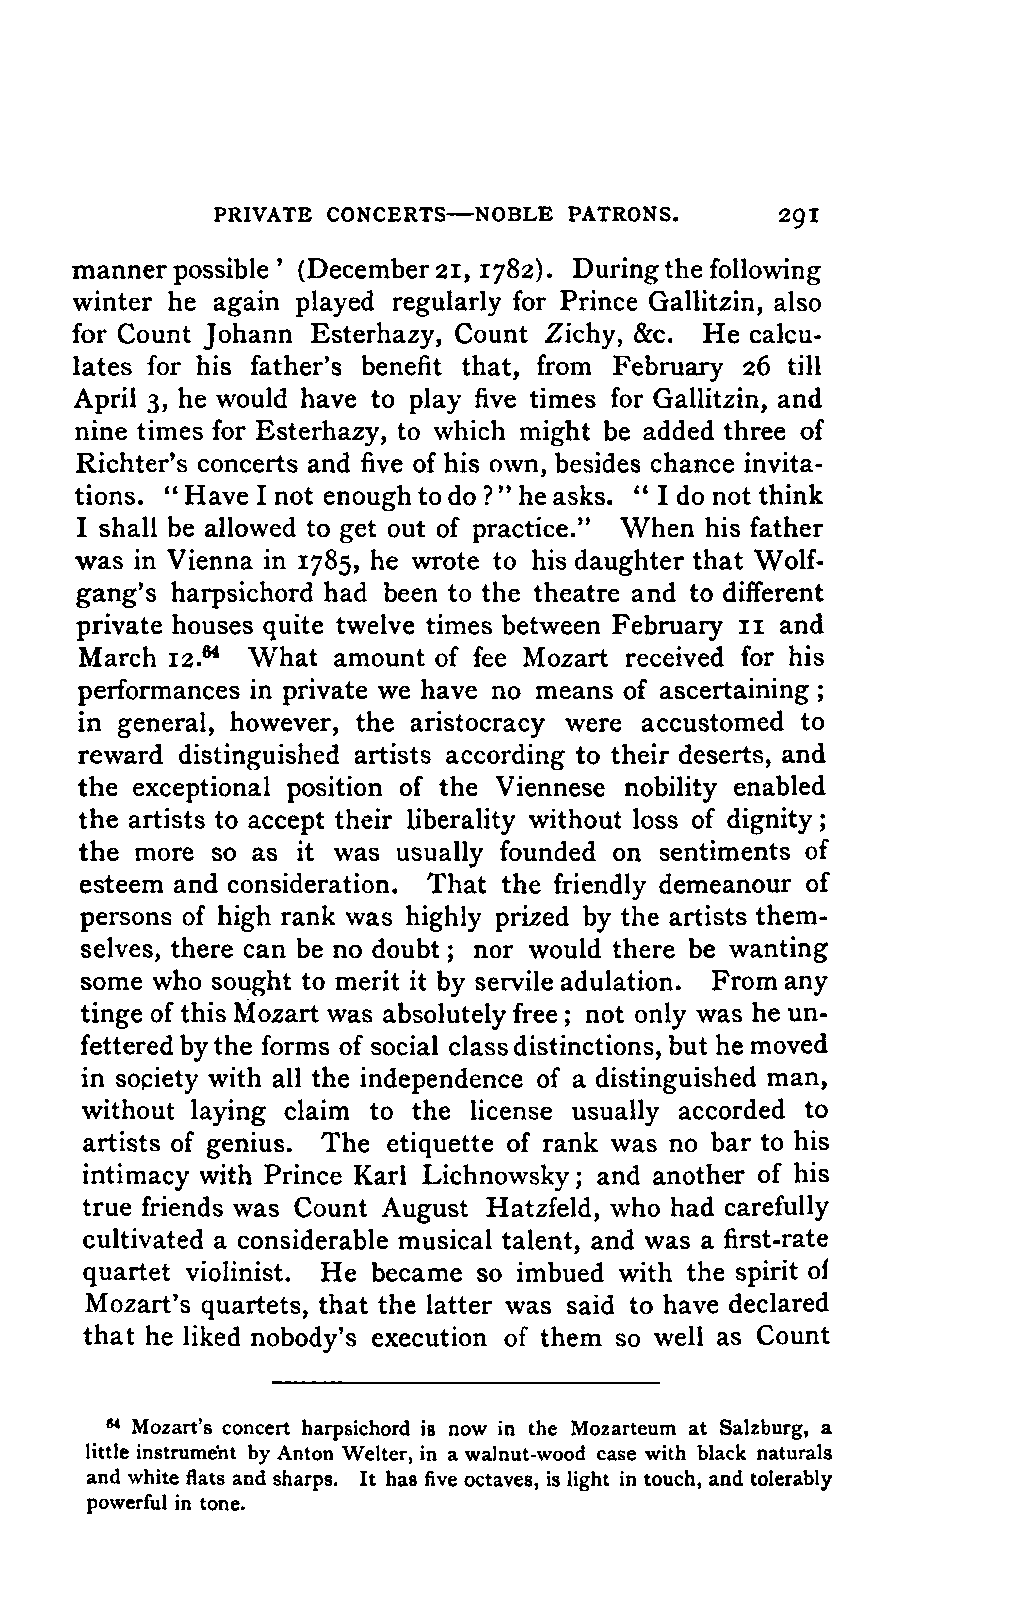 PRIVATE CONCERTS—NOBLE PATRONS. 291
manner possible ' (December 21, 1782). During the following
winter he again played regularly for Prince Gallitzin, also
for Count Johann Esterhazy, Count Zichy, &c. He calcu-
lates for his father's benefit that, from February 26 till
April 3, he would have to play five times for Gallitzin, and
nine times for Esterhazy, to which might be added three of
Richter's concerts and five of his own, besides chance invita-
tions. "Have I not enough to do?" he asks. "I do not think
I shall be allowed to get out of practice." When his father
was in Vienna in 1785, he wrote to his daughter that Wolf-
gang's harpsichord had been to the theatre and to different
private houses quite twelve times between February 11 and
March 12.⁶⁴ What amount of fee Mozart received for his
performances in private we have no means of ascertaining;
in general, however, the aristocracy were accustomed to
reward distinguished artists according to their deserts, and
the exceptional position of the Viennese nobility enabled
the artists to accept their liberality without loss of dignity;
the more so as it was usually founded on sentiments of
esteem and consideration. That the friendly demeanour of
persons of high rank was highly prized by the artists them-
selves, there can be no doubt; nor would there be wanting
some who sought to merit it by servile adulation. From any
tinge of this Mozart was absolutely free; not only was he un-
fettered by the forms of social class distinctions, but he moved
in society with all the independence of a distinguished man,
without laying claim to the license usually accorded to
artists of genius. The etiquette of rank was no bar to his
intimacy with Prince Karl Lichnowsky; and another of his
true friends was Count August Hatzfeld, who had carefully
cultivated a considerable musical talent, and was a first-rate
quartet violinist. He became so imbued with the spirit of
Mozart's quartets, that the latter was said to have declared
that he liked nobody's execution of them so well as Count
⁶⁴ Mozart's concert harpsichord is now in the Mozarteum at Salzburg, a
little instrument by Anton Welter, in a walnut-wood case with black naturals
and white flats and sharps. It has five octaves, is light in touch, and tolerably
powerful in tone.